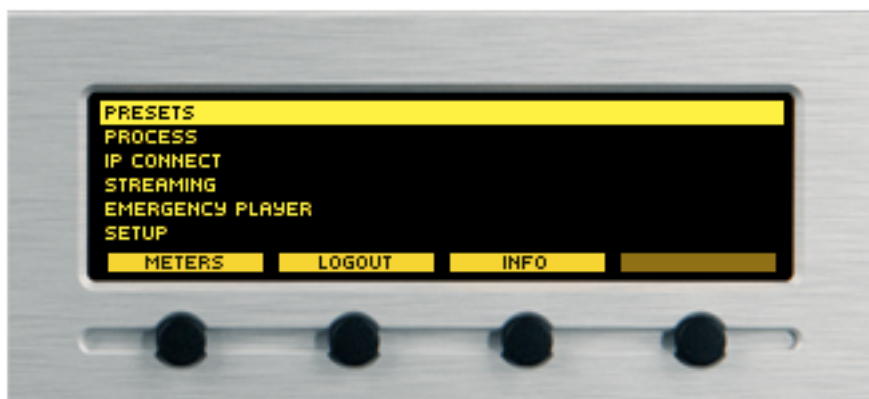 PRESETS
PROCESS
IP CONNECT
STREAMING
EMERGENCY PLAYER
SETUP
METERS LOGOUT INFO